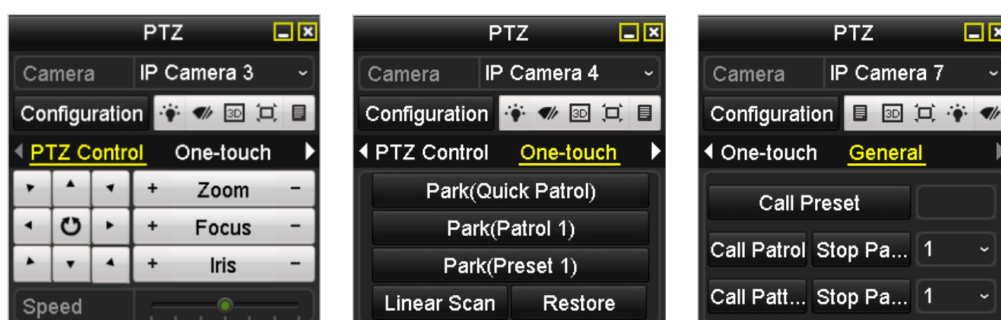 PTZ
Camera IP Camera 3
Configuration 3D
PTZ Control One-touch
+ Zoom -
+ Focus -
+ Iris -
Speed
PTZ
Camera IP Camera 4
Configuration 3D
PTZ Control One-touch
Park(Quick Patrol)
Park(Patrol 1)
Park(Preset 1)
Linear Scan Restore
PTZ
Camera IP Camera 7
Configuration 3D
One-touch General
Call Preset
Call Patrol Stop Pa... 1
Call Patt... Stop Pa... 1